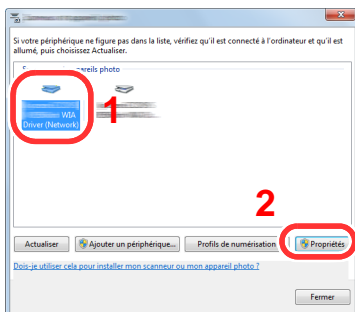 Si votre périphérique ne figure pas dans la liste, vérifiez qu'il est connecté à l'ordinateur et qu'il est
allumé, puis choisissez Actualiser.
appareils photo
1
WIA
Driver (Network)
2
Actualiser
Ajouter un périphérique...
Profils de numérisation
Propriétés
Dois-je utiliser cela pour installer mon scanneur ou mon appareil photo ?
Fermer